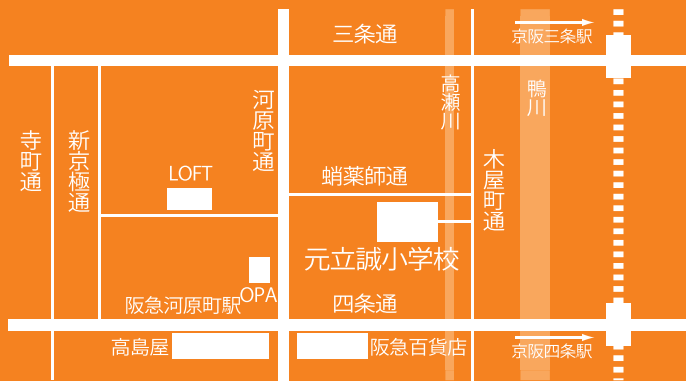 三条通
京阪三条駅
高瀬川
鴨川
河原町通
寺町通
新京極通
木屋町通
LOFT
蛸薬師通
元立誠小学校
OPA
阪急河原町駅
四条通
高島屋
阪急百貨店
京阪四条駅